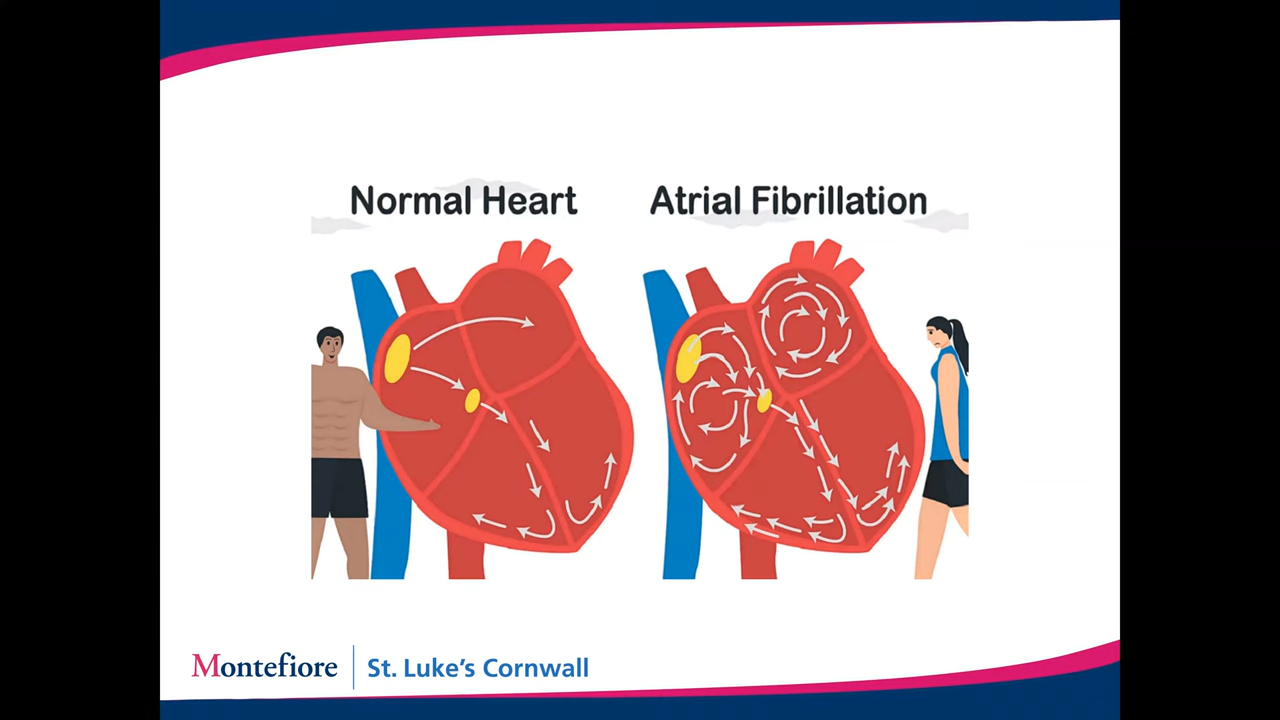 Normal Heart
Atrial Fibrillation
Montefiore
St. Luke's Cornwall